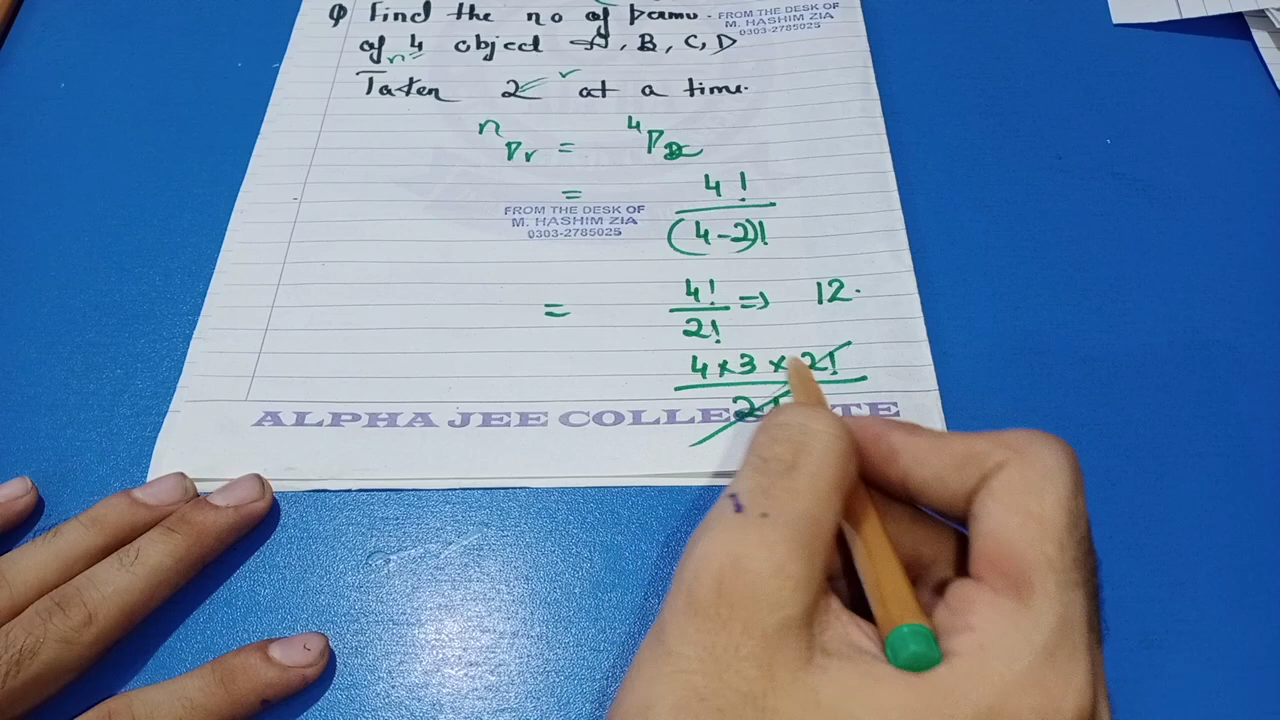 Q Find the no of permu.
FROM THE DESK OF
M. HASHIM ZIA
0303-2785025
of 4 object A, B, C, D
n
Taken 2 r at a time.
nPr = 4P2
= 4! / (4-2)!
FROM THE DESK OF
M. HASHIM ZIA
0303-2785025
= 4! / 2! => 12.
4 × 3 × 2! / 2!
ALPHA JEE COLLEGIATE